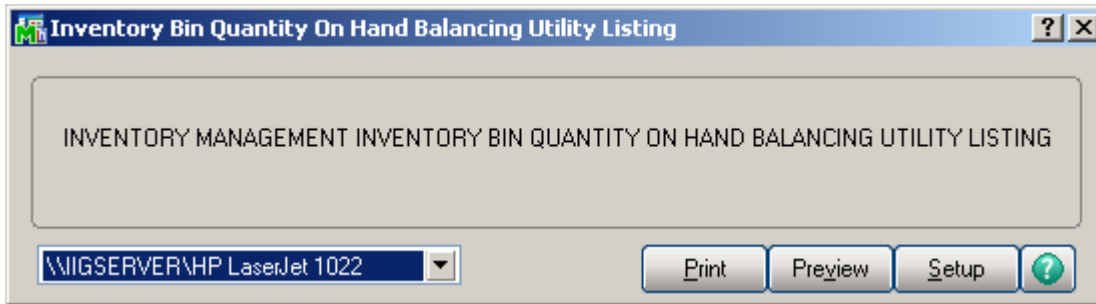 Inventory Bin Quantity On Hand Balancing Utility Listing
INVENTORY MANAGEMENT INVENTORY BIN QUANTITY ON HAND BALANCING UTILITY LISTING
\\IIGSERVER\HP LaserJet 1022
Print Preview Setup